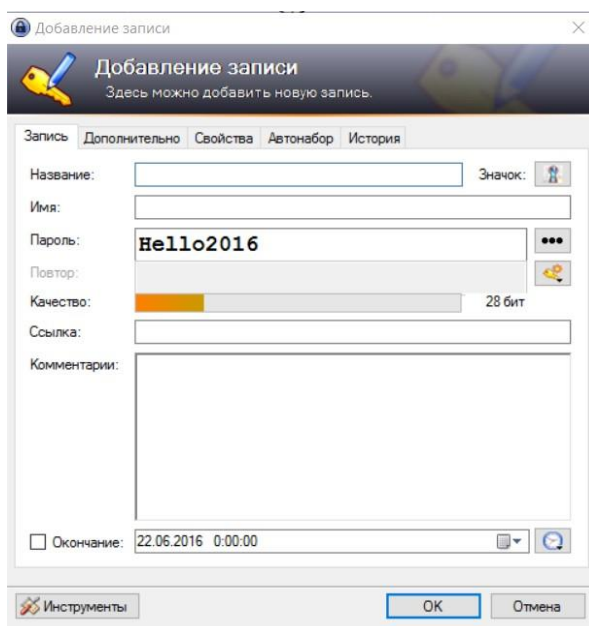 Добавление записи
Добавление записи
Здесь можно добавить новую запись.
Запись Дополнительно Свойства Автонабор История
Название: Значок:
Имя:
Пароль: Hello2016
Повтор:
Качество: 28 бит
Ссылка:
Комментарии:
Окончание: 22.06.2016 0:00:00
Инструменты OK Отмена